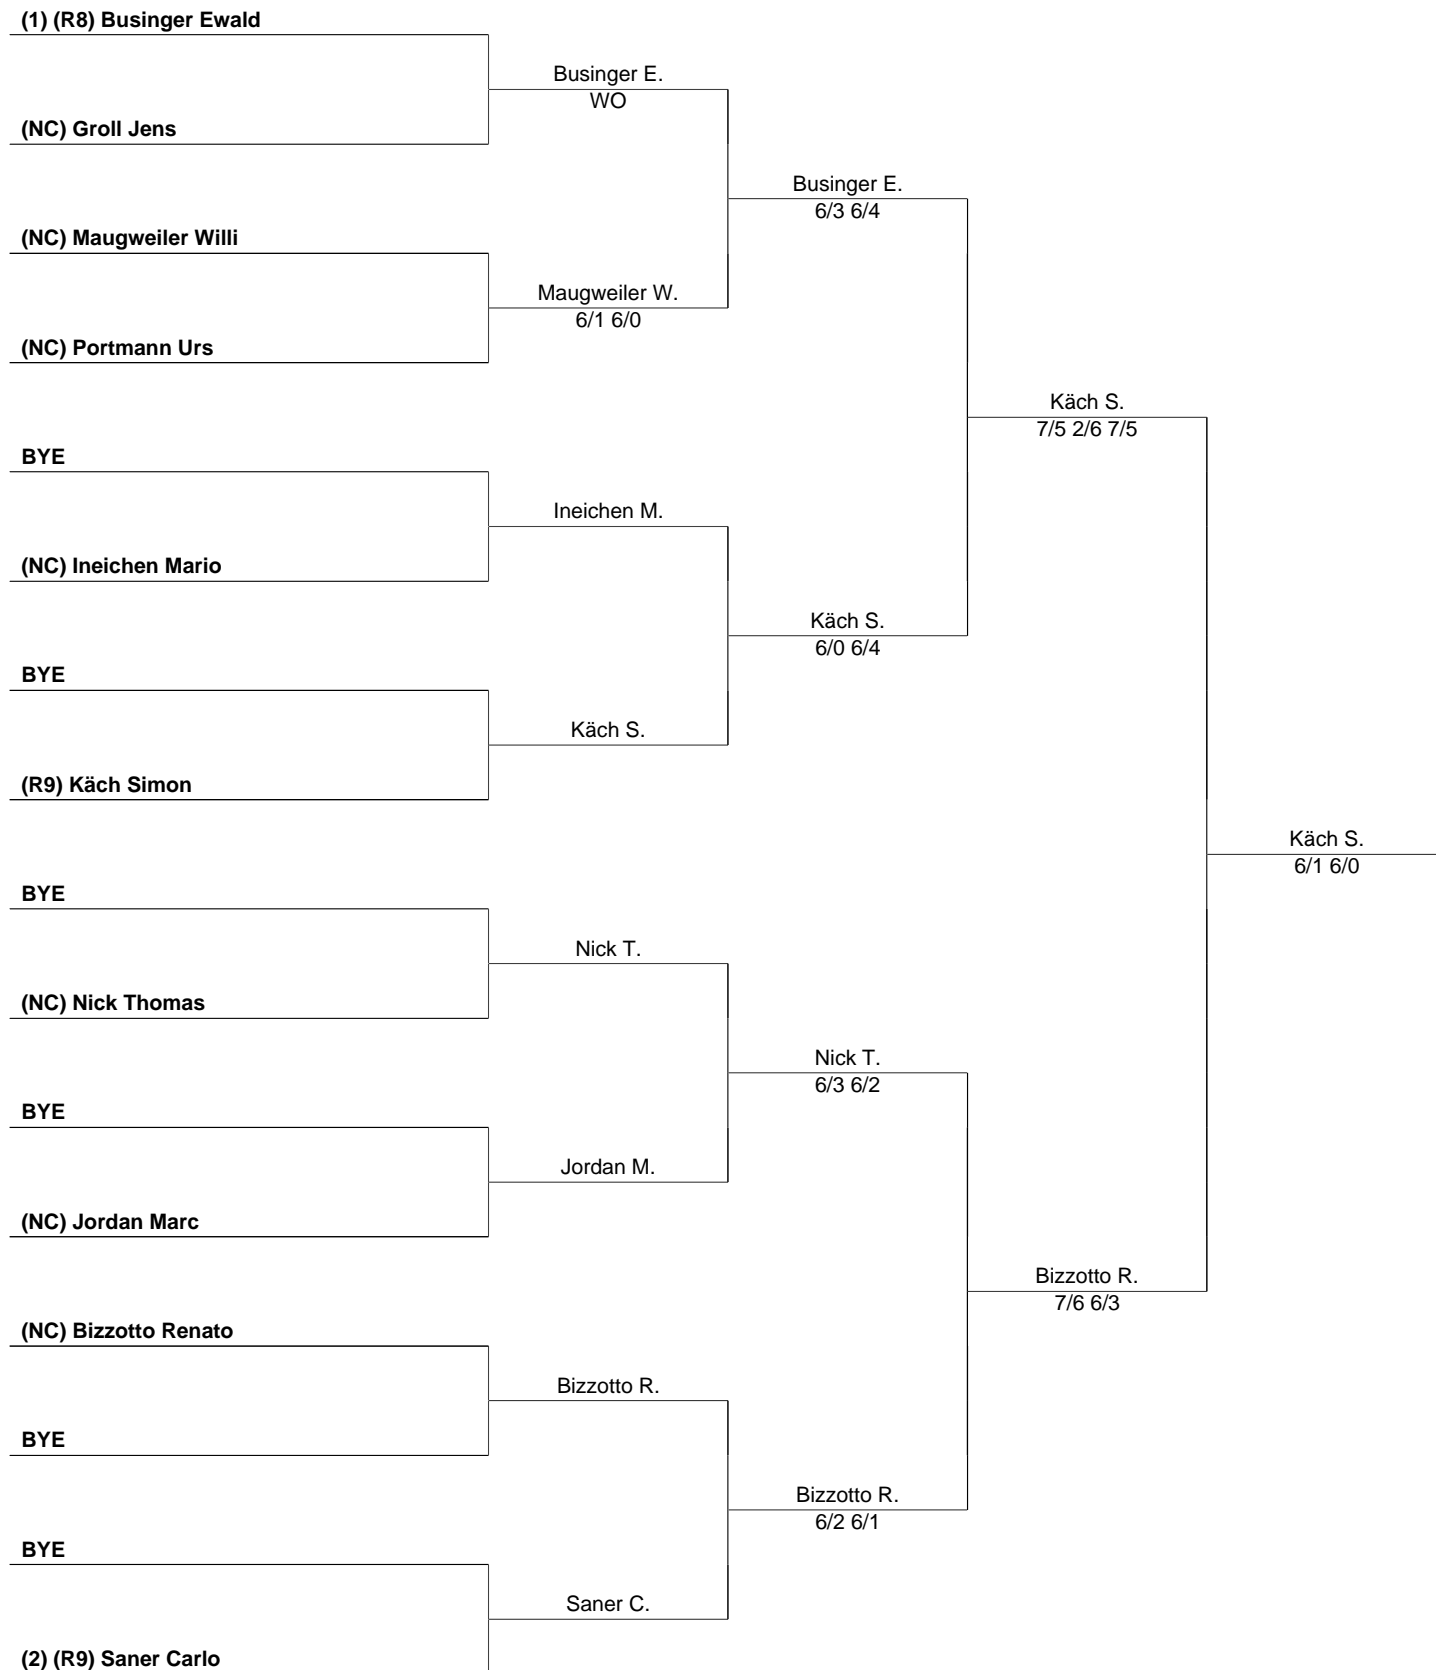 (1) (R8) Businger Ewald
Businger E.
WO
(NC) Groll Jens
Businger E.
6/3 6/4
(NC) Maugweiler Willi
Maugweiler W.
6/1 6/0
(NC) Portmann Urs
Käch S.
7/5 2/6 7/5
BYE
Ineichen M.
(NC) Ineichen Mario
Käch S.
6/0 6/4
BYE
Käch S.
(R9) Käch Simon
Käch S.
6/1 6/0
BYE
Nick T.
(NC) Nick Thomas
Nick T.
6/3 6/2
BYE
Jordan M.
(NC) Jordan Marc
Bizzotto R.
7/6 6/3
(NC) Bizzotto Renato
Bizzotto R.
BYE
Bizzotto R.
6/2 6/1
BYE
Saner C.
(2) (R9) Saner Carlo